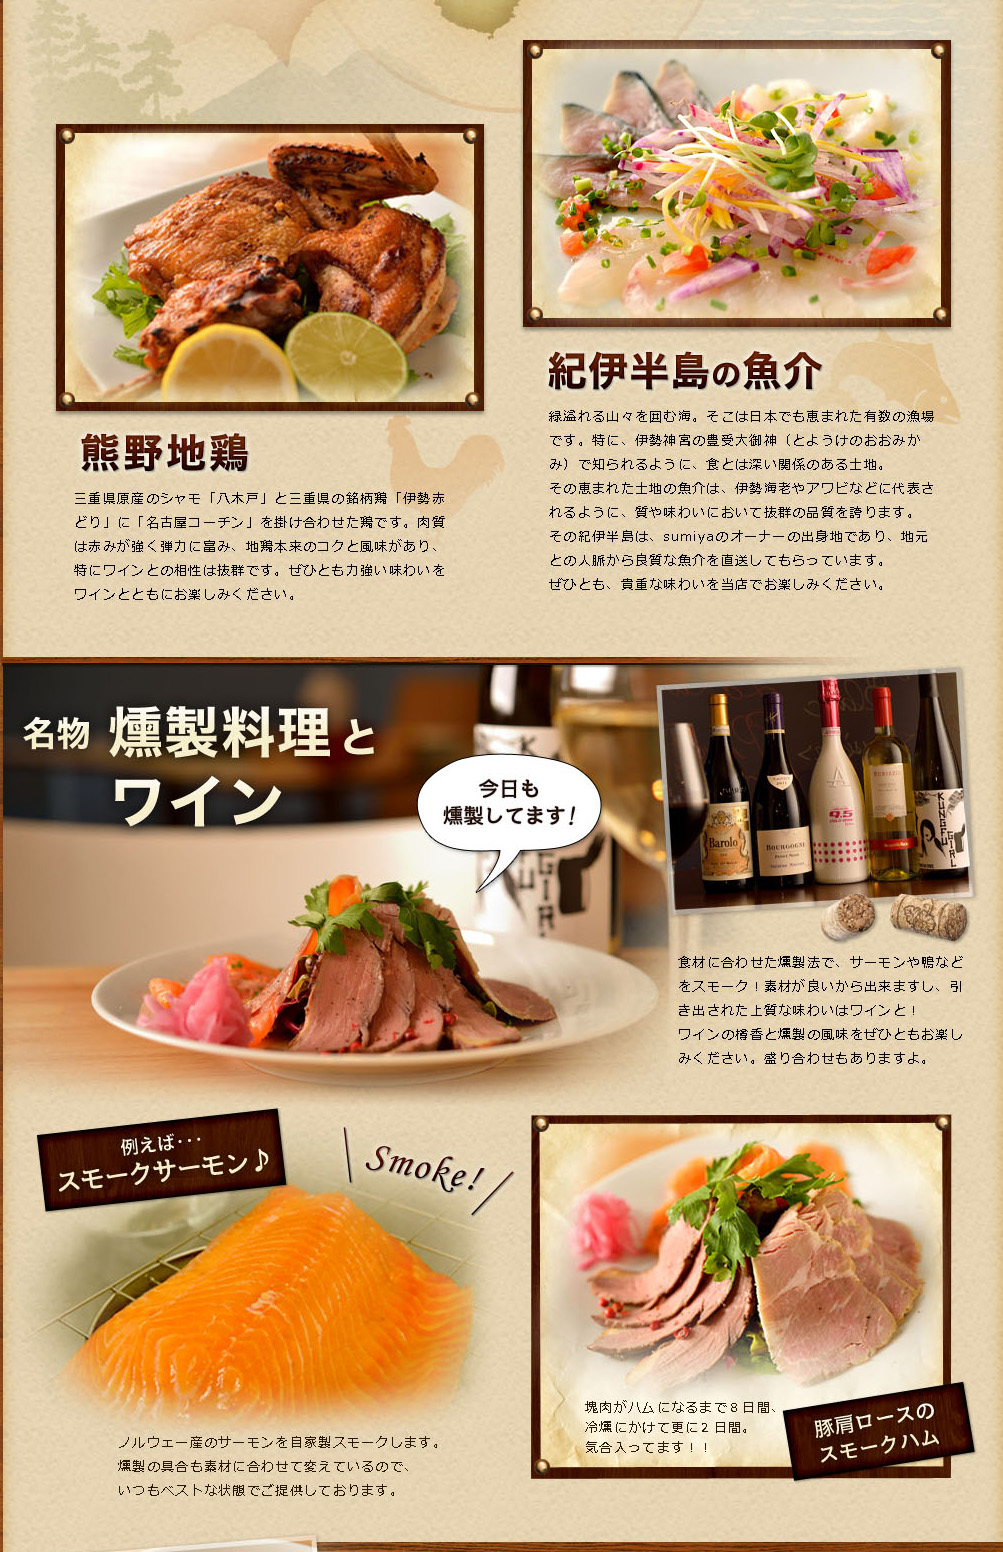 熊野地鶏
三重県原産のシャモ「八木戸」と三重県の銘柄鶏「伊勢赤
どり」に「名古屋コーチン」を掛け合わせた鶏です。肉質
は赤みが強く弾力に富み、地鶏本来のコクと風味があり、
特にワインとの相性は抜群です。ぜひとも力強い味わいを
ワインとともにお楽しみください。
紀伊半島の魚介
緑溢れる山々を囲む海。そこは日本でも恵まれた有数の漁場
です。特に、伊勢神宮の豊受大御神（とようけのおおみか
み）で知られるように、食とは深い関係のある土地。
その恵まれた土地の魚介は、伊勢海老やアワビなどに代表さ
れるように、質や味わいにおいて抜群の品質を誇ります。
その紀伊半島は、sumiyaのオーナーの出身地であり、地元
との人脈から良質な魚介を直送してもらっています。
ぜひとも、貴重な味わいを当店でお楽しみください。
名物 燻製料理と
ワイン
今日も
燻製してます!
KUNG FU
GIRL
Barolo
BOURGOGNE
PINOT NOIR
9.5
KUNGFU
GIRL
食材に合わせた燻製法で、サーモンや鴨など
をスモーク！素材が良いから出来ますし、引
き出された上質な味わいはワインと！
ワインの樽香と燻製の風味をぜひともお楽し
みください。盛り合わせもありますよ。
例えば･･･
スモークサーモン♪
Smoke!
ノルウェー産のサーモンを自家製スモークします。
燻製の具合も素材に合わせて変えているので、
いつもベストな状態でご提供しております。
塊肉がハムになるまで８日間、
冷燻にかけて更に２日間。
気合入ってます！！
豚肩ロースの
スモークハム